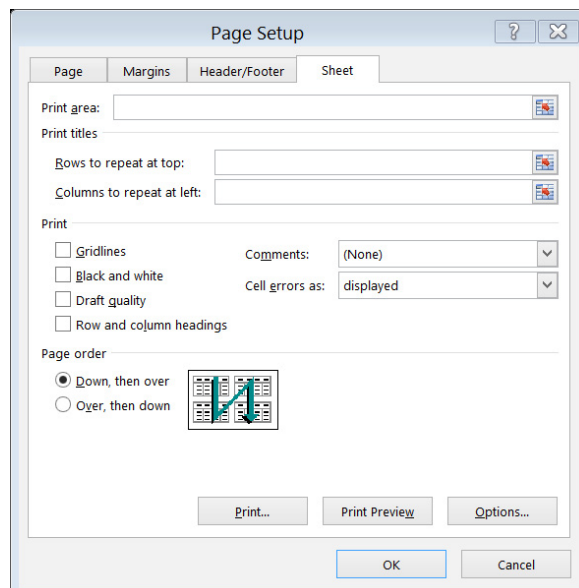 Page Setup
?
Page Margins Header/Footer Sheet
Print area:
Print titles
Rows to repeat at top:
Columns to repeat at left:
Print
Gridlines Comments: (None)
Black and white Cell errors as: displayed
Draft quality
Row and column headings
Page order
Down, then over
Over, then down
Print... Print Preview Options...
OK Cancel